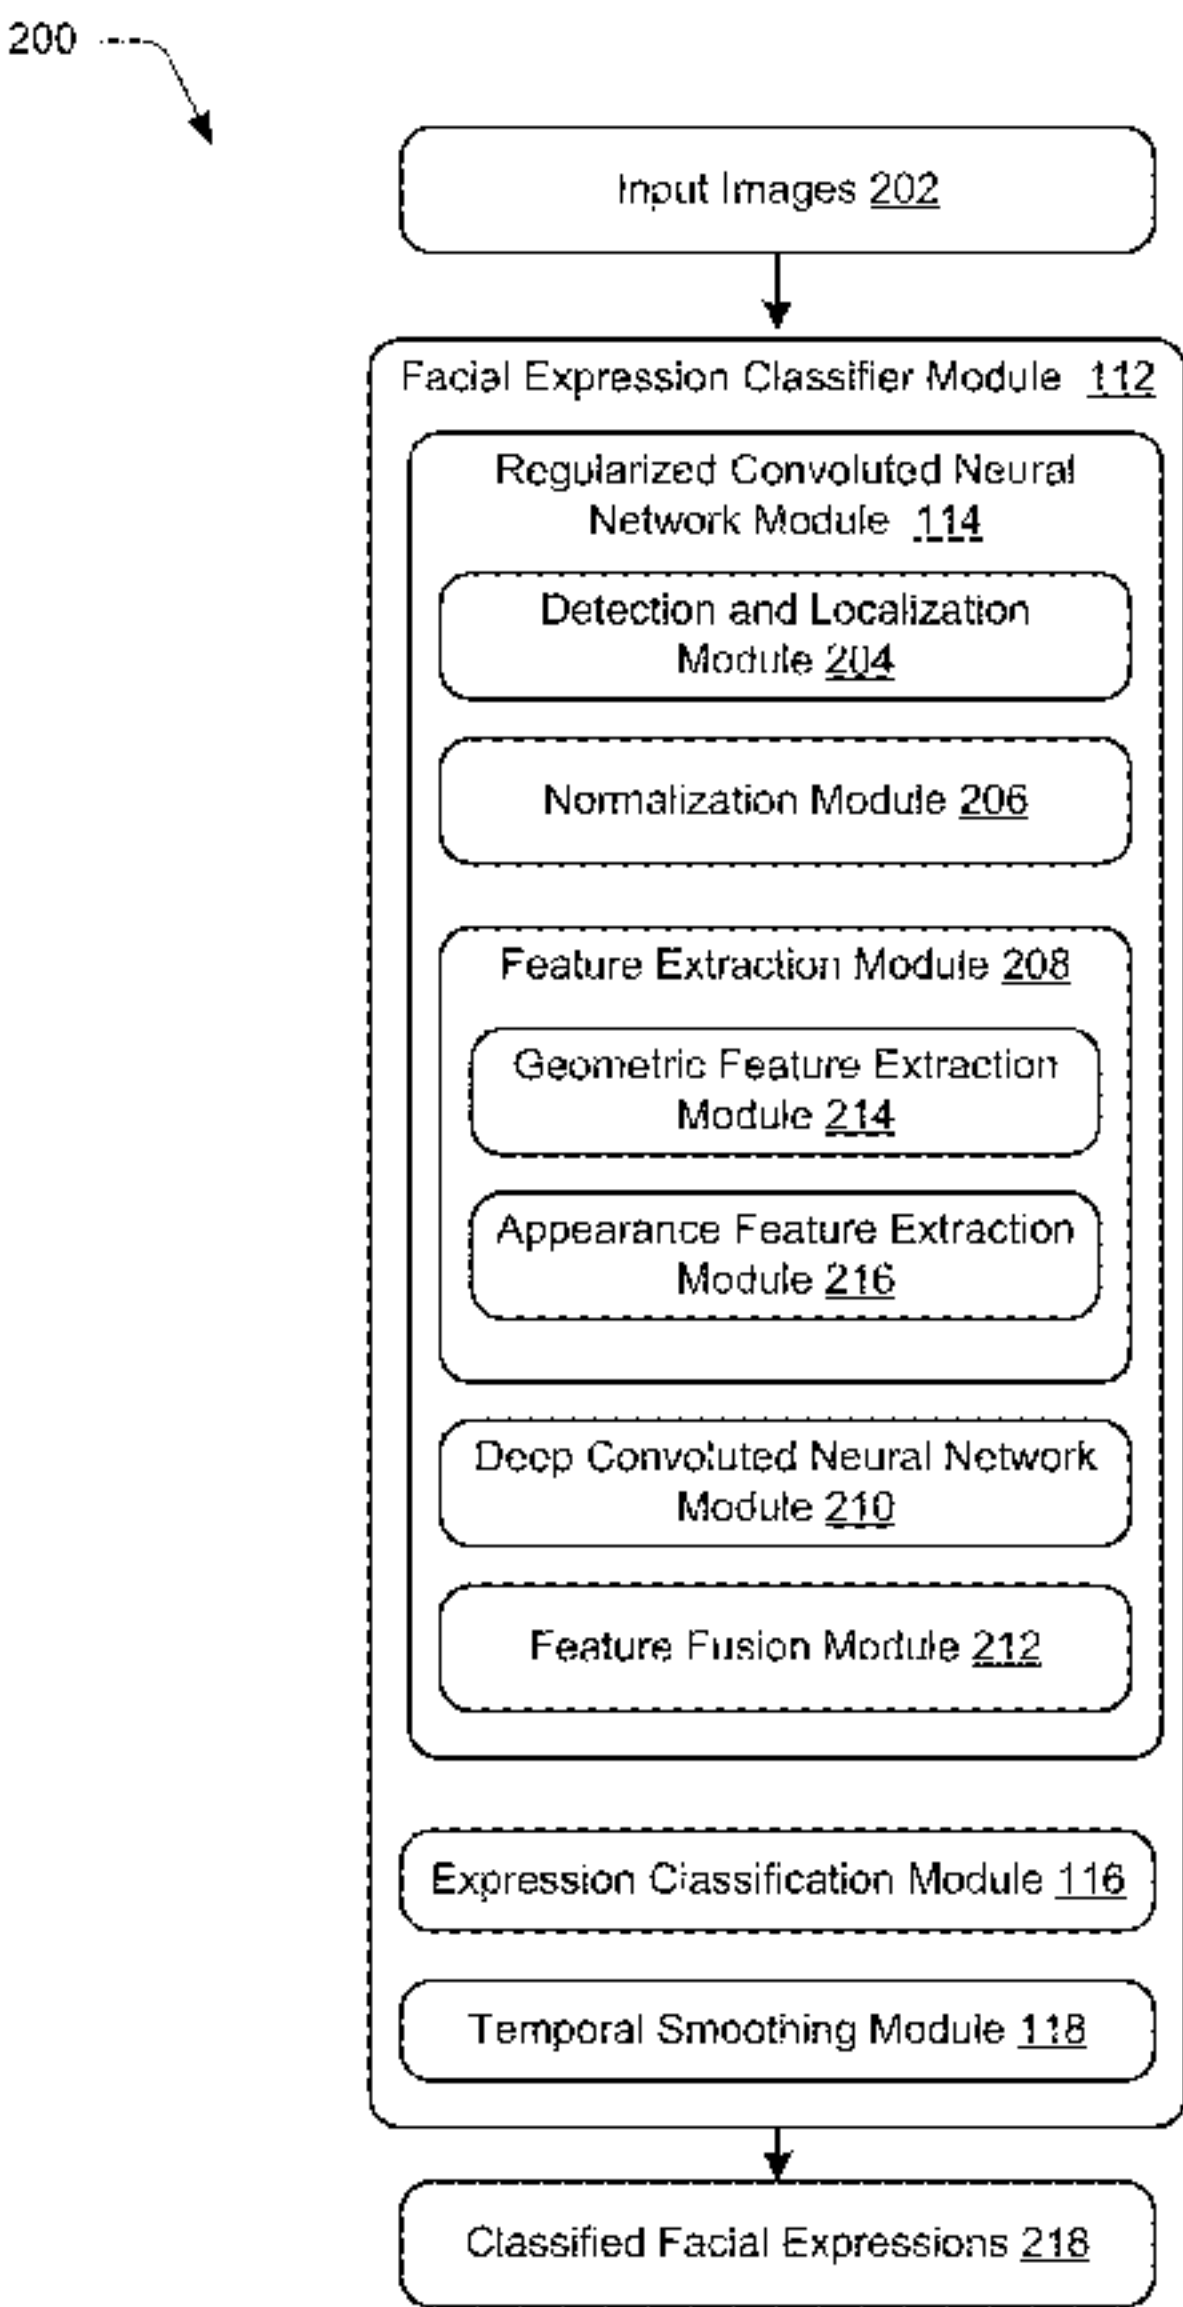 200
Input Images 202
Facial Expression Classifier Module 112
Regularized Convoluted Neural
Network Module 114
Detection and Localization
Module 204
Normalization Module 206
Feature Extraction Module 208
Geometric Feature Extraction
Module 214
Appearance Feature Extraction
Module 216
Deep Convoluted Neural Network
Module 210
Feature Fusion Module 212
Expression Classification Module 116
Temporal Smoothing Module 118
Classified Facial Expressions 218